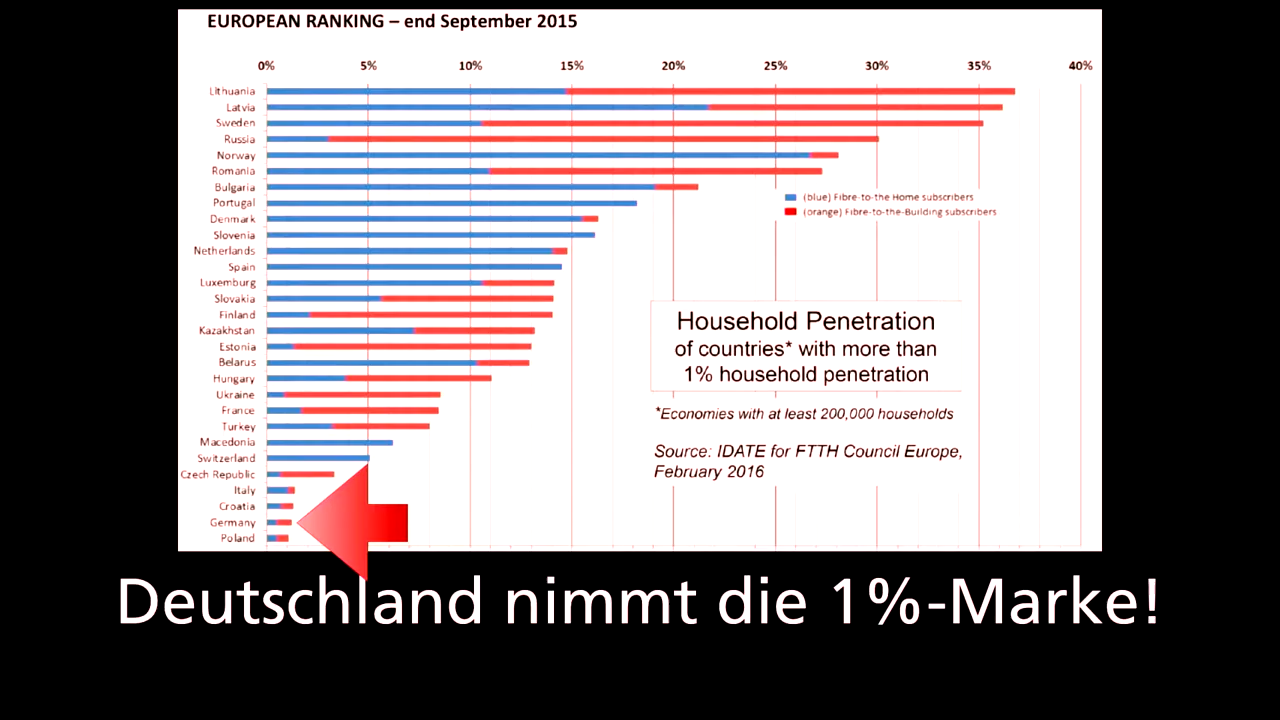 EUROPEAN RANKING – end September 2015
0% 5% 10% 15% 20% 25% 30% 35% 40%
Lithuania
Latvia
Sweden
Russia
Norway
Romania
Bulgaria
(blue) Fibre-to-the Home subscribers
Portugal
(orange) Fibre-to-the-Building subscribers
Denmark
Slovenia
Netherlands
Spain
Luxemburg
Slovakia
Finland
Household Penetration
Kazakhstan
Estonia
of countries* with more than
Belarus
1% household penetration
Hungary
Ukraine
France
*Economies with at least 200,000 households
Turkey
Macedonia
Source: IDATE for FTTH Council Europe,
Switzerland
February 2016
Czech Republic
Italy
Croatia
Germany
Poland
Deutschland nimmt die 1%-Marke!